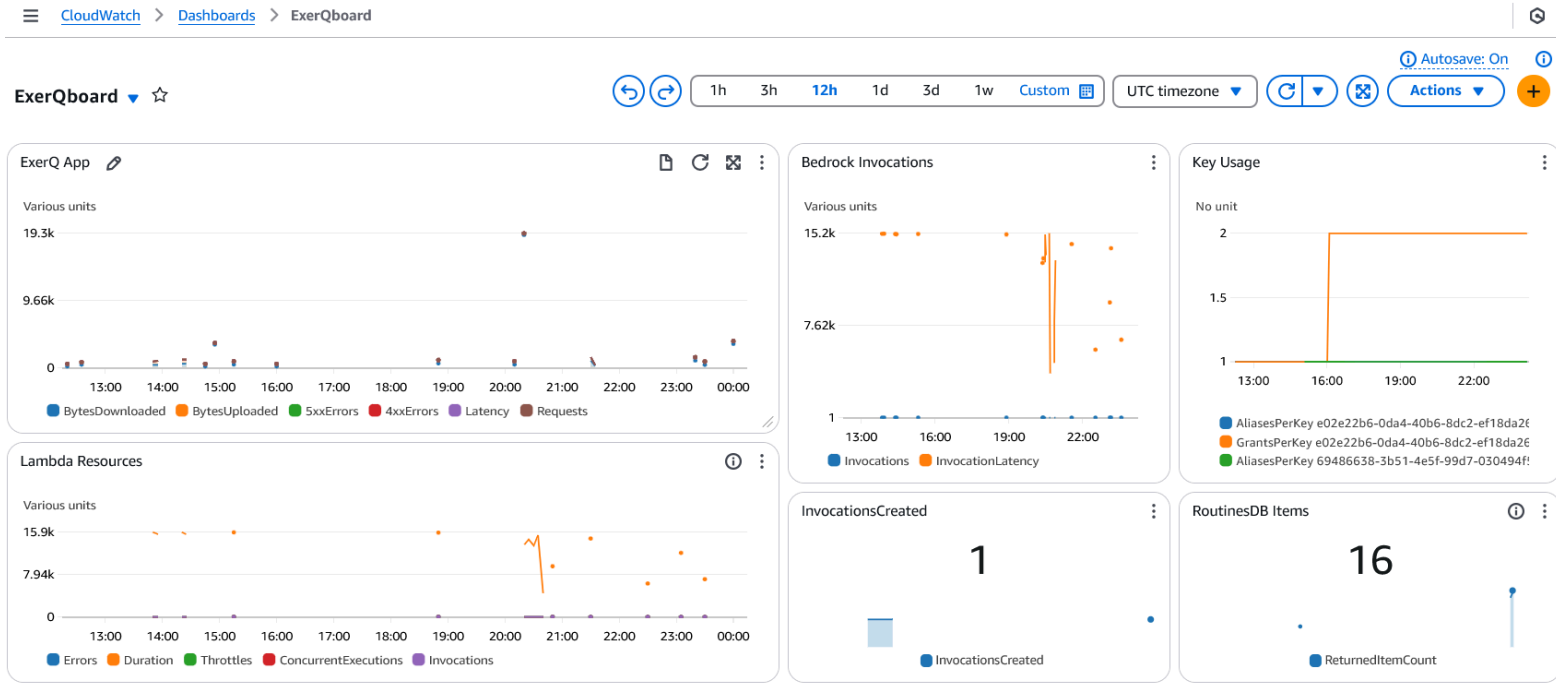 CloudWatch > Dashboards > ExerQboard
Autosave: On
ExerQboard
1h 3h 12h 1d 3d 1w Custom
UTC timezone
Actions
ExerQ App
Various units
19.3k
9.66k
0
13:00 14:00 15:00 16:00 17:00 18:00 19:00 20:00 21:00 22:00 23:00 00:00
BytesDownloaded BytesUploaded 5xxErrors 4xxErrors Latency Requests
Bedrock Invocations
Various units
15.2k
7.62k
1
13:00 16:00 19:00 22:00
Invocations InvocationLatency
Key Usage
No unit
2
1.5
1
13:00 16:00 19:00 22:00
AliasesPerKey e02e22b6-0da4-40b6-8dc2-ef18da26
GrantsPerKey e02e22b6-0da4-40b6-8dc2-ef18da26
AliasesPerKey 69486638-3b51-4e5f-99d7-030494f5
Lambda Resources
Various units
15.9k
7.94k
0
13:00 14:00 15:00 16:00 17:00 18:00 19:00 20:00 21:00 22:00 23:00 00:00
Errors Duration Throttles ConcurrentExecutions Invocations
InvocationsCreated
1
InvocationsCreated
RoutinesDB Items
16
ReturnedItemCount